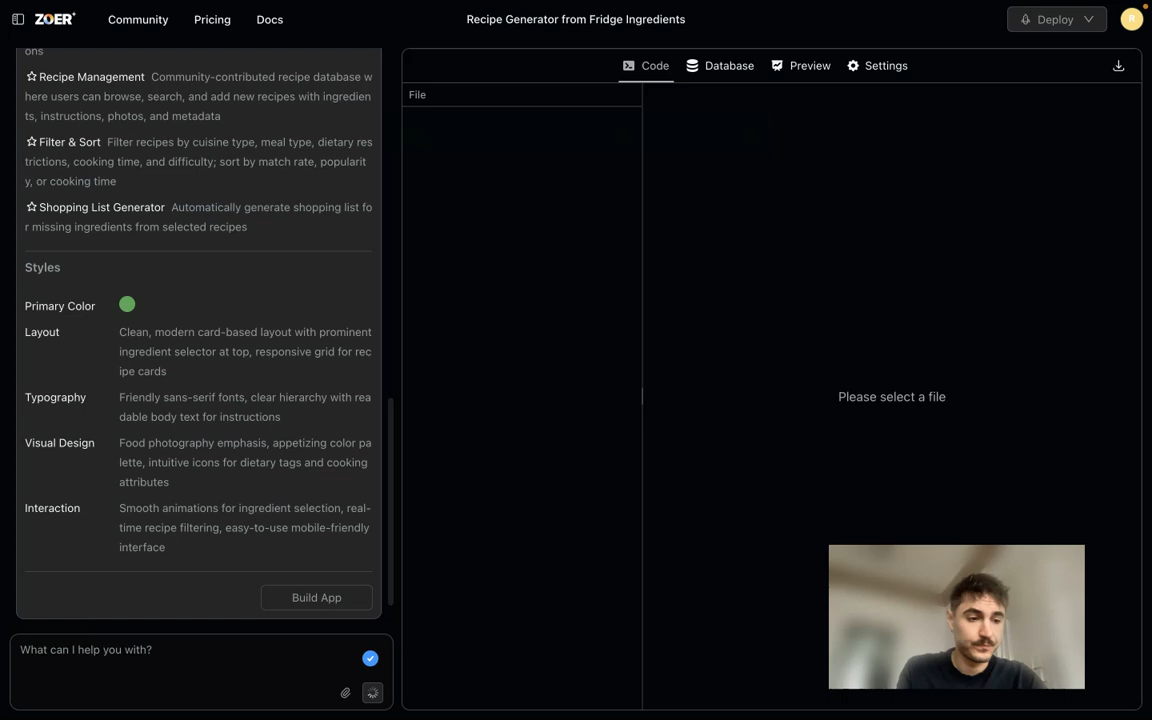 ZOER
Community
Pricing
Docs
Recipe Generator from Fridge Ingredients
Deploy
R
ons
Recipe Management Community-contributed recipe database w
here users can browse, search, and add new recipes with ingredien
ts, instructions, photos, and metadata
Filter & Sort Filter recipes by cuisine type, meal type, dietary res
trictions, cooking time, and difficulty; sort by match rate, popularit
y, or cooking time
Shopping List Generator Automatically generate shopping list fo
r missing ingredients from selected recipes
Styles
Primary Color
Layout Clean, modern card-based layout with prominent
ingredient selector at top, responsive grid for rec
ipe cards
Typography Friendly sans-serif fonts, clear hierarchy with rea
dable body text for instructions
Visual Design Food photography emphasis, appetizing color pa
lette, intuitive icons for dietary tags and cooking
attributes
Interaction Smooth animations for ingredient selection, real-
time recipe filtering, easy-to-use mobile-friendly
interface
Build App
What can I help you with?
Code
Database
Preview
Settings
File
Please select a file